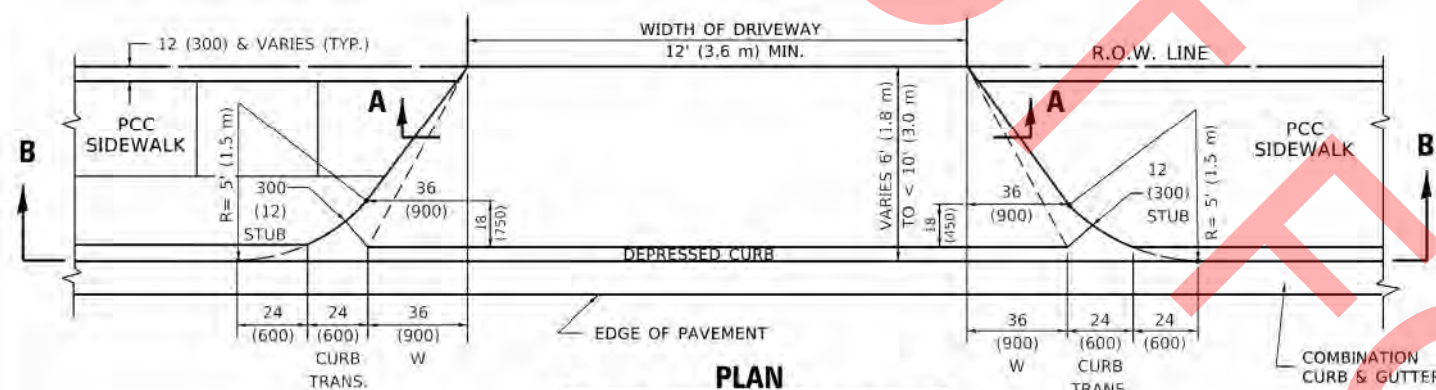 12 (300) & VARIES (TYP.)
WIDTH OF DRIVEWAY
12' (3.6 m) MIN.
R.O.W. LINE
A
A
PCC
SIDEWALK
PCC
SIDEWALK
B
B
R= 5' (1.5 m)
300
(12)
STUB
36
(900)
18
(750)
VARIES 6' (1.8 m)
TO < 10' (3.0 m)
36
(900)
18
(450)
12
(300)
STUB
R= 5' (1.5 m)
DEPRESSED CURB
24
(600)
24
(600)
CURB
TRANS.
36
(900)
W
EDGE OF PAVEMENT
PLAN
36
(900)
W
24
(600)
CURB
TRANS.
24
(600)
COMBINATION
CURB & GUTTER